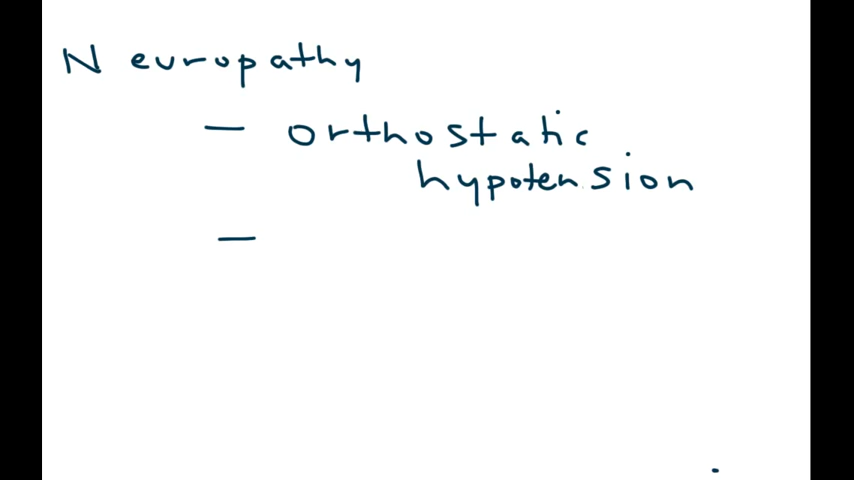 Neuropathy
— orthostatic
hypotension
—